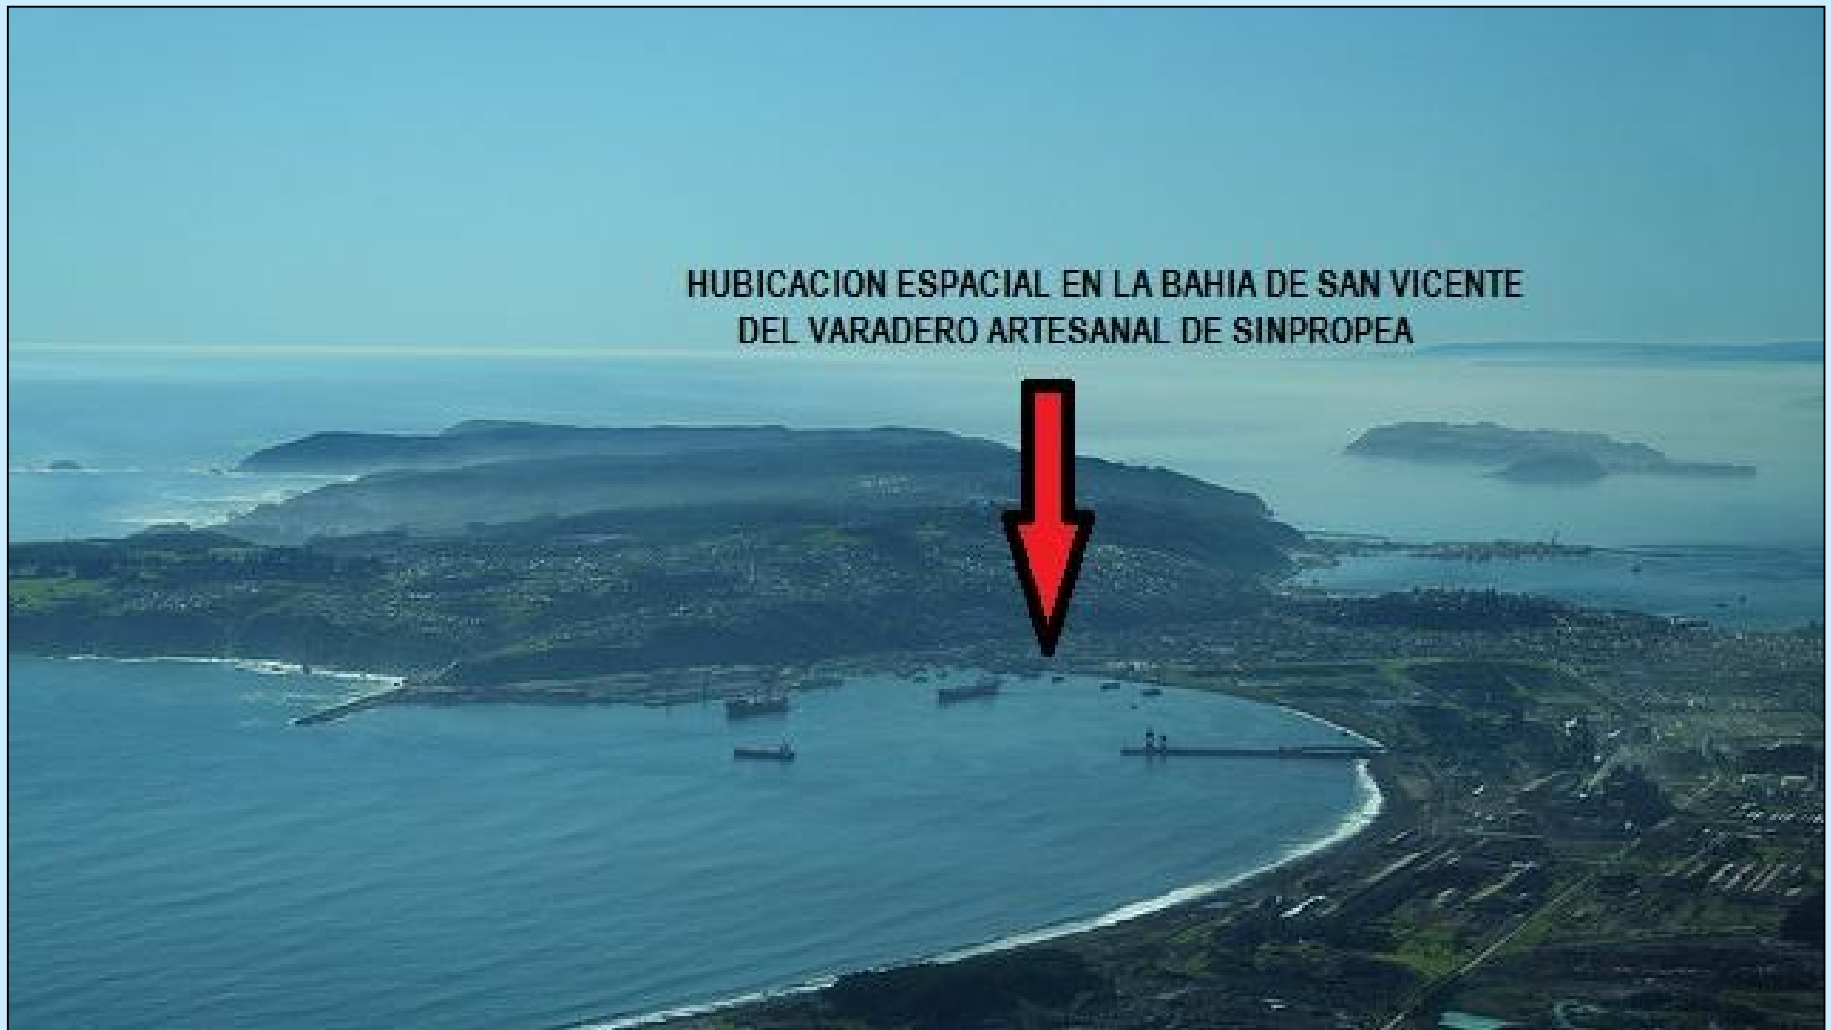 HUBICACION ESPACIAL EN LA BAHIA DE SAN VICENTE
DEL VARADERO ARTESANAL DE SINPROPEA